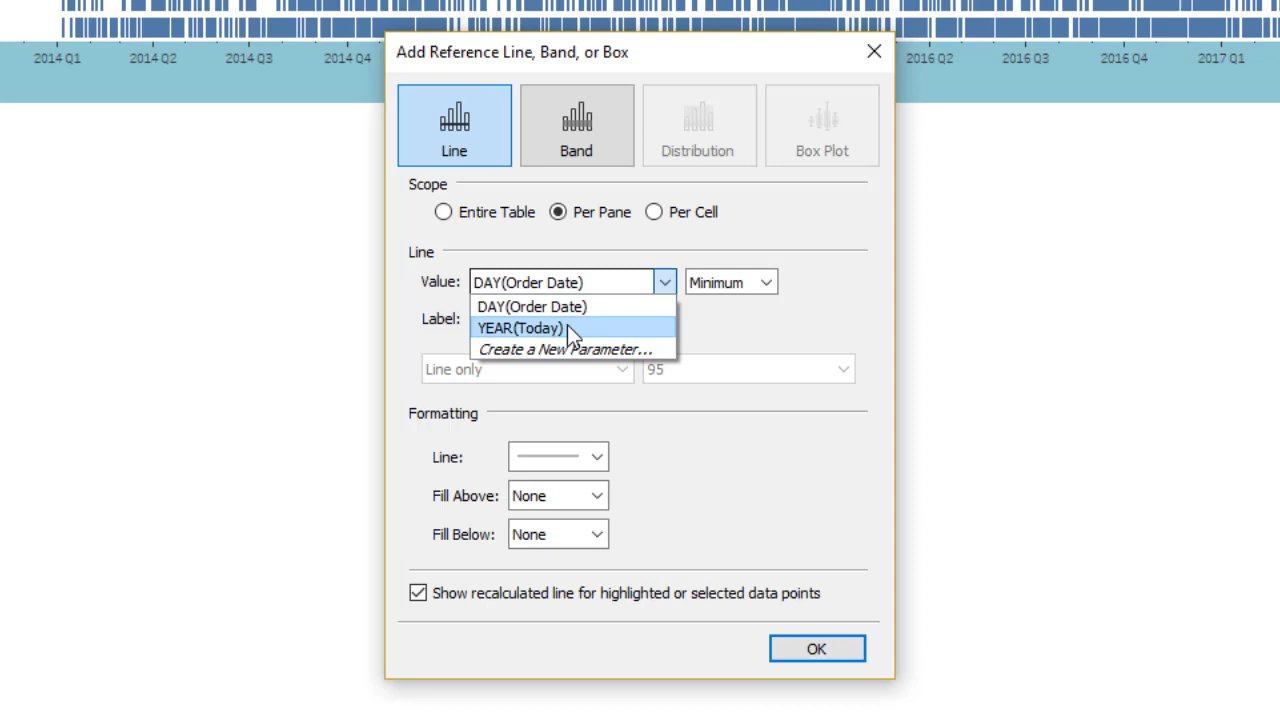 2014 Q1 2014 Q2 2014 Q3 2014 Q4 2016 Q2 2016 Q3 2016 Q4 2017 Q1
Add Reference Line, Band, or Box
Line Band Distribution Box Plot
Scope
Entire Table Per Pane Per Cell
Line
Value: DAY(Order Date) Minimum
DAY(Order Date)
Label:
YEAR(Today)
Create a New Parameter...
Line only 95
Formatting
Line:
Fill Above: None
Fill Below: None
Show recalculated line for highlighted or selected data points
OK